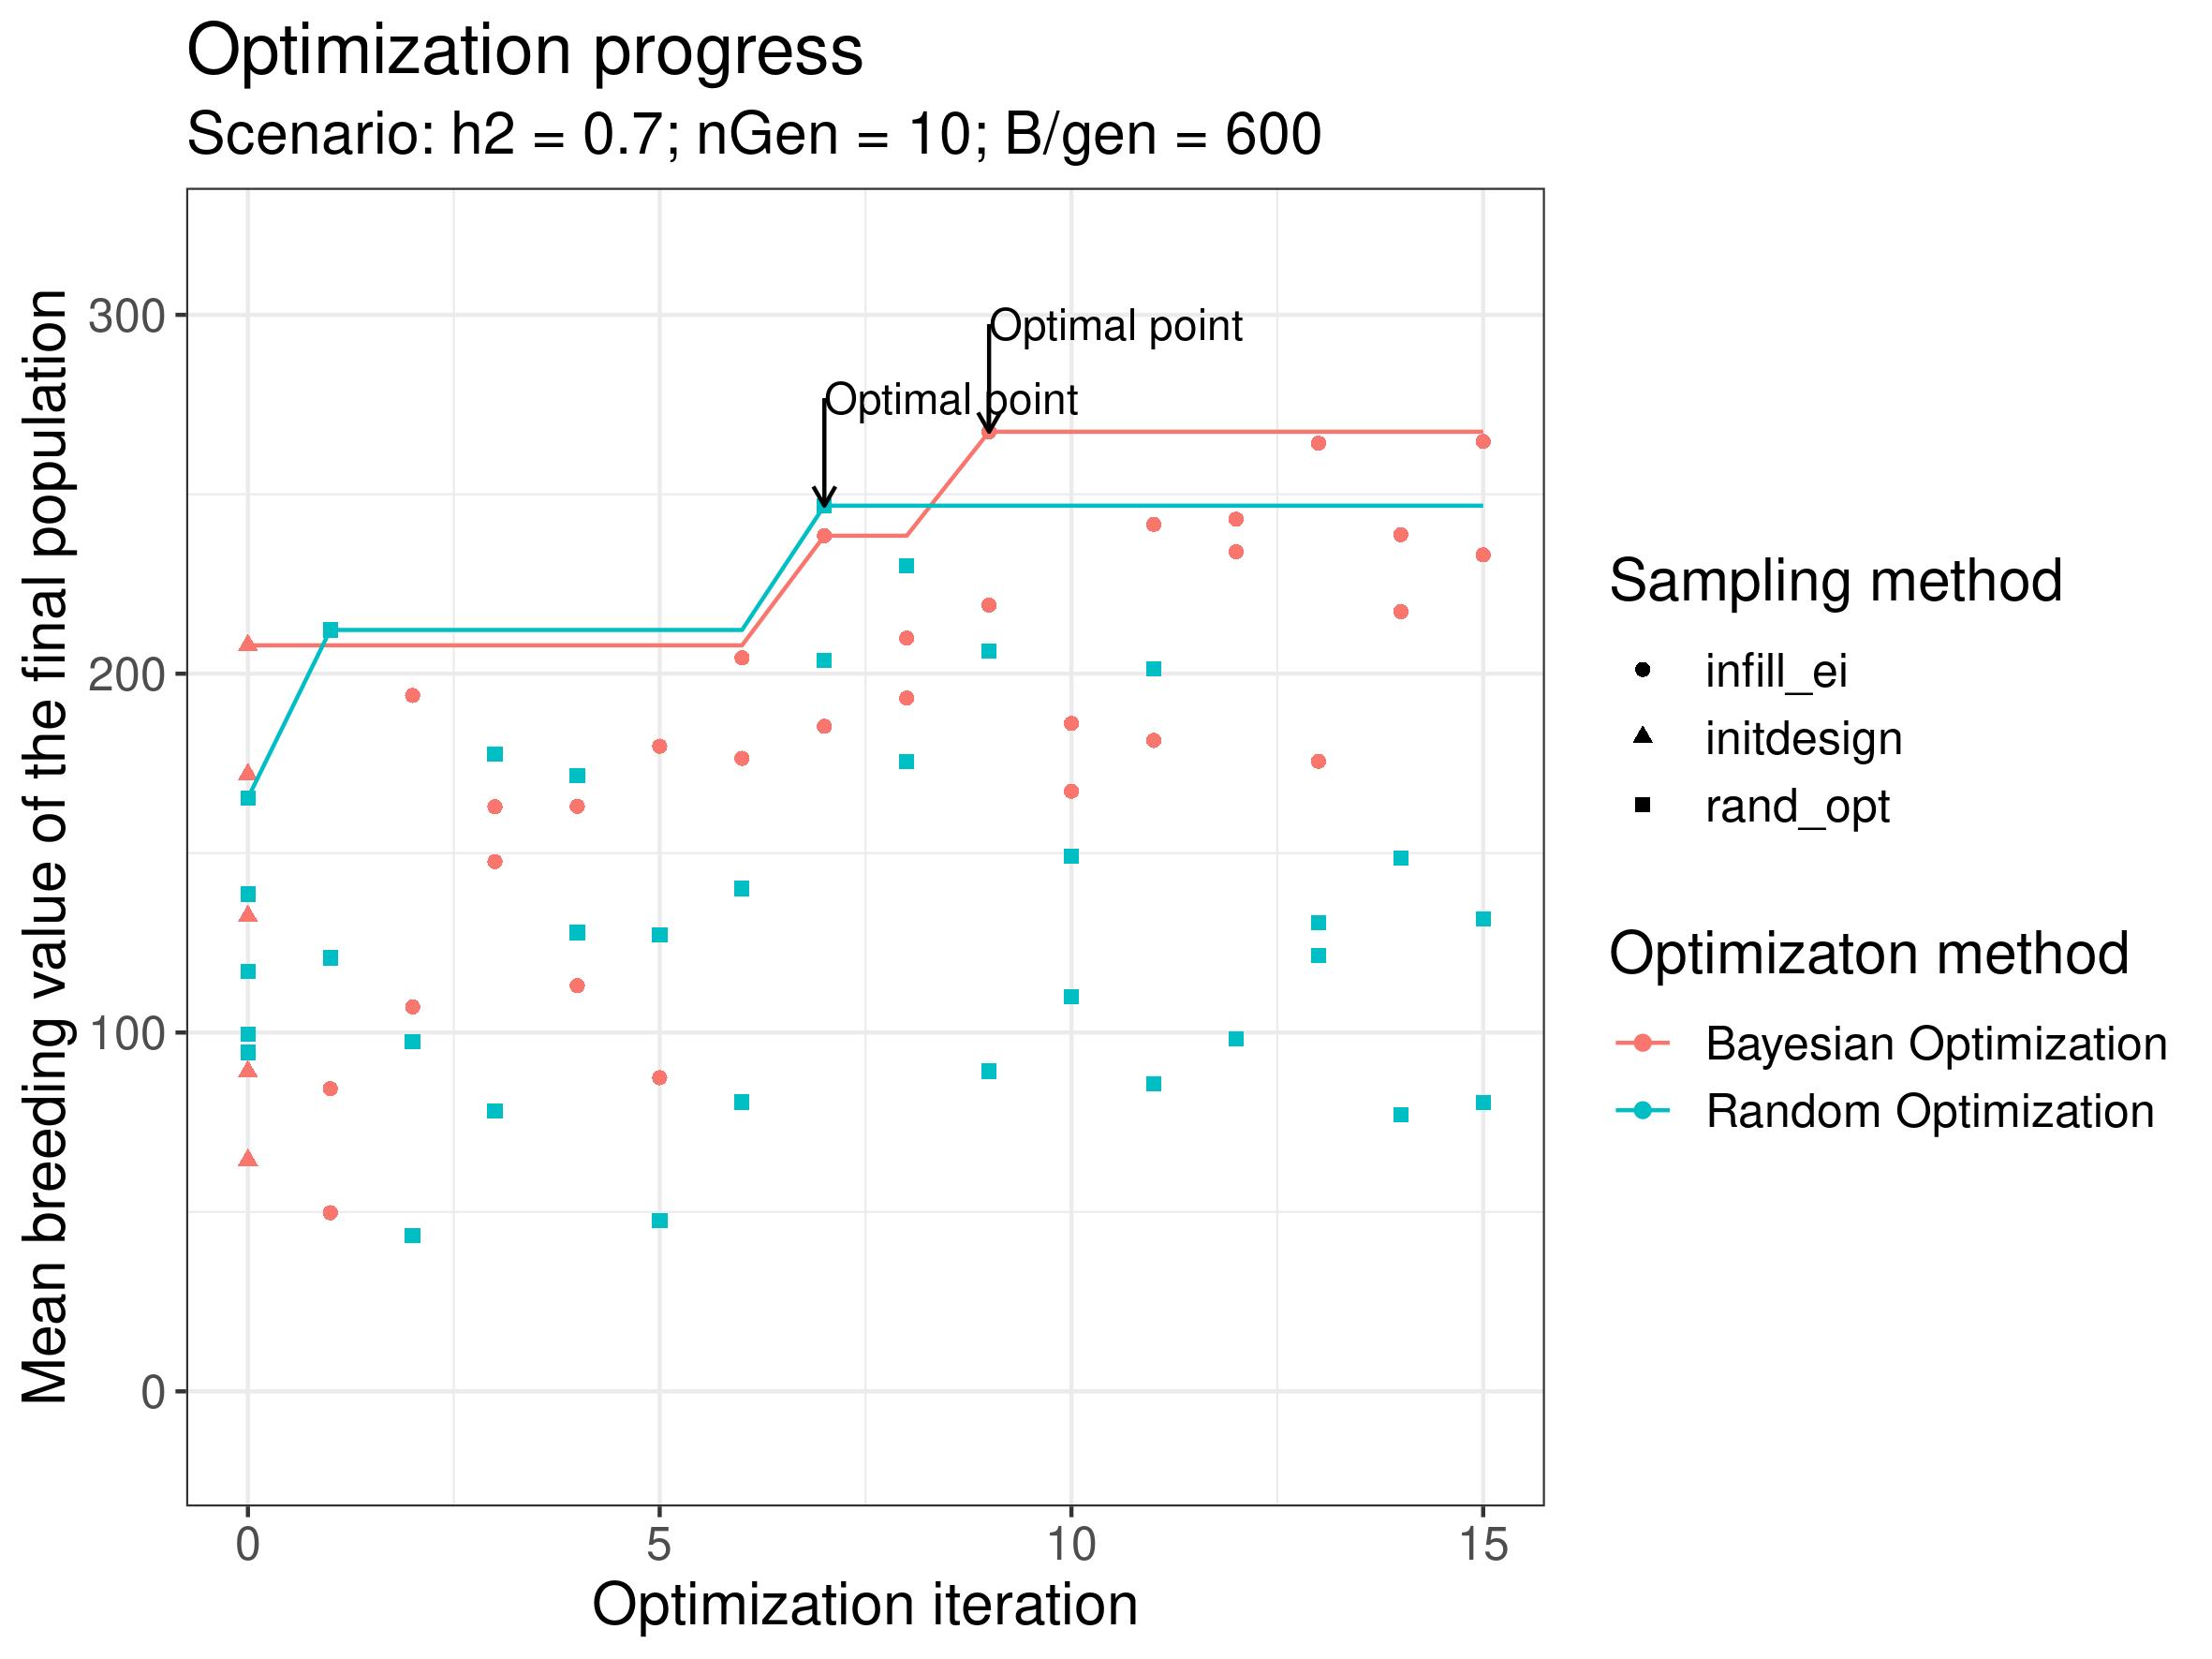 Optimization progress
Scenario: h2 = 0.7; nGen = 10; B/gen = 600
Mean breeding value of the final population
300
200
100
0
Optimal point
Optimal point
0
5
10
15
Optimization iteration
Sampling method
infill_ei
initdesign
rand_opt
Optimizaton method
Bayesian Optimization
Random Optimization